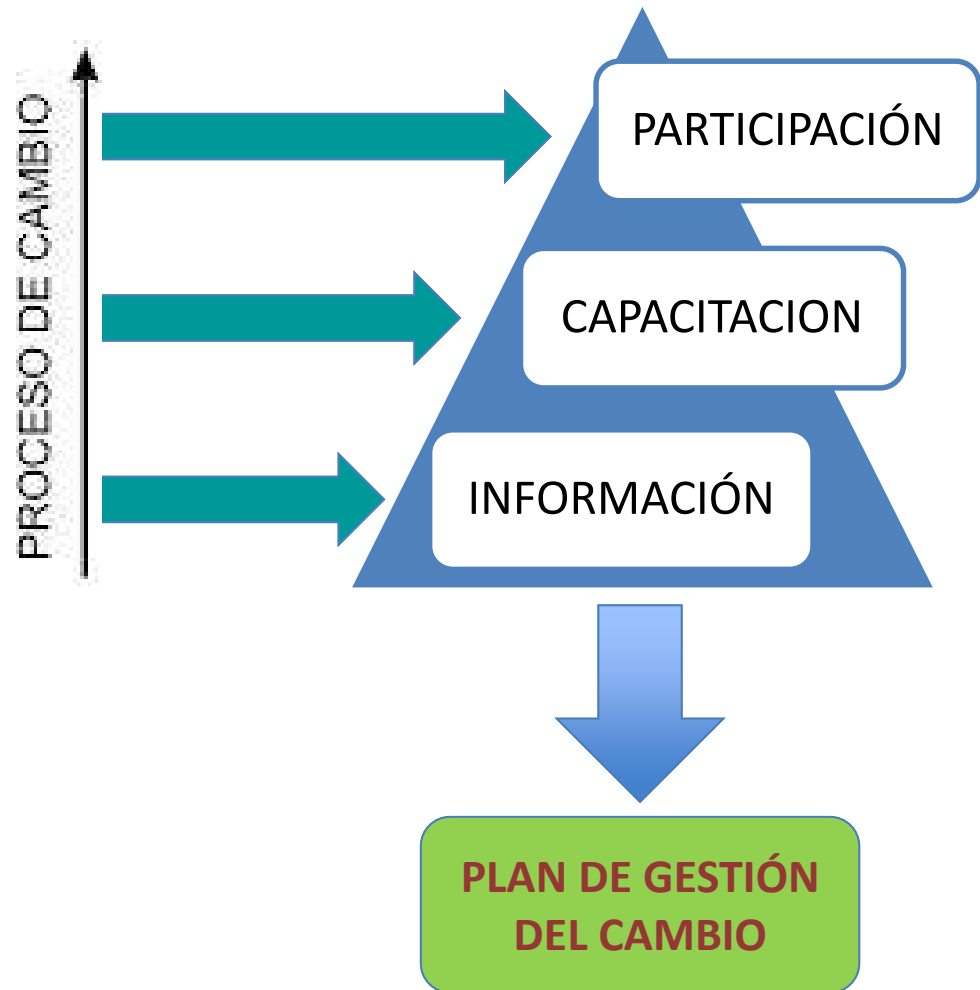 PROCESO DE CAMBIO
PARTICIPACIÓN
CAPACITACION
INFORMACIÓN
PLAN DE GESTIÓN
DEL CAMBIO